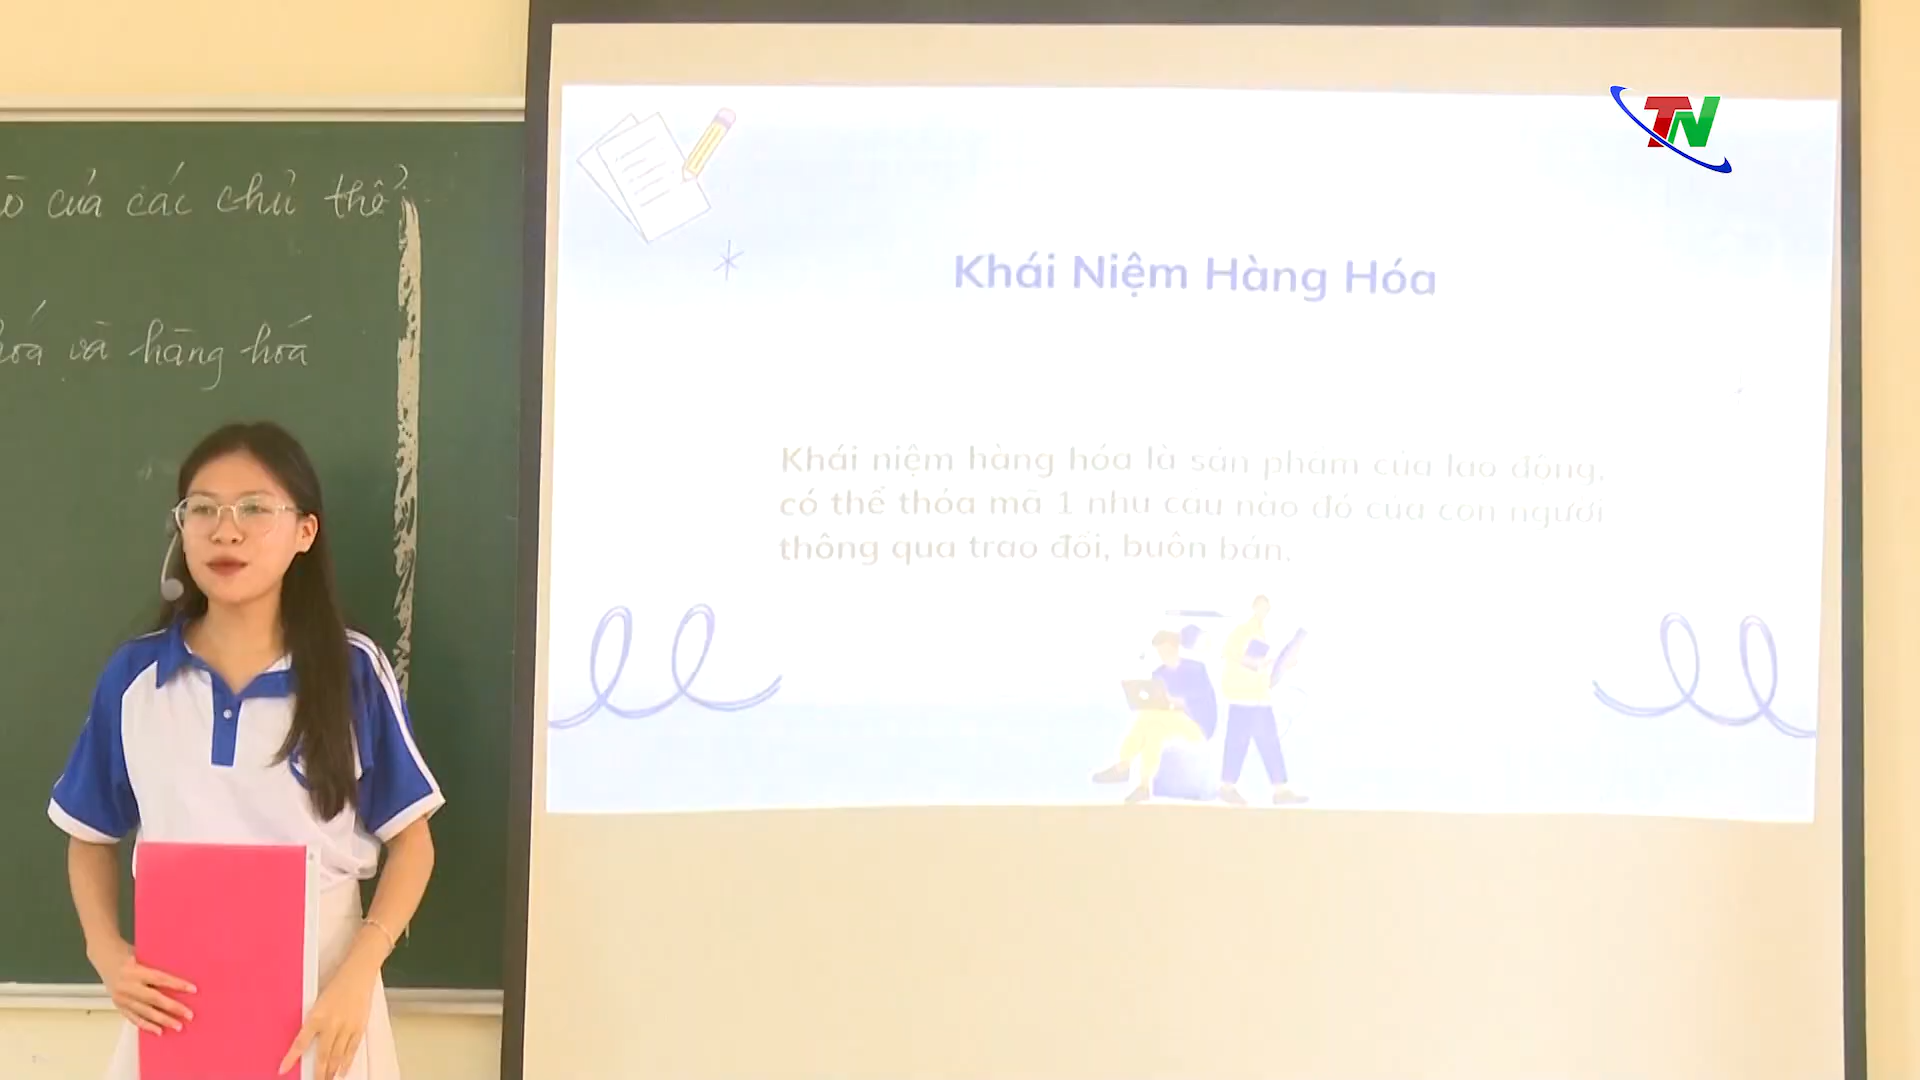 của các chủ thể?
và hàng hoá
TN
Khái Niệm Hàng Hóa
Khái niệm hàng hóa là sản phẩm của lao động,
có thể thỏa mã 1 nhu cầu nào đó của con người
thông qua trao đổi, buôn bán.